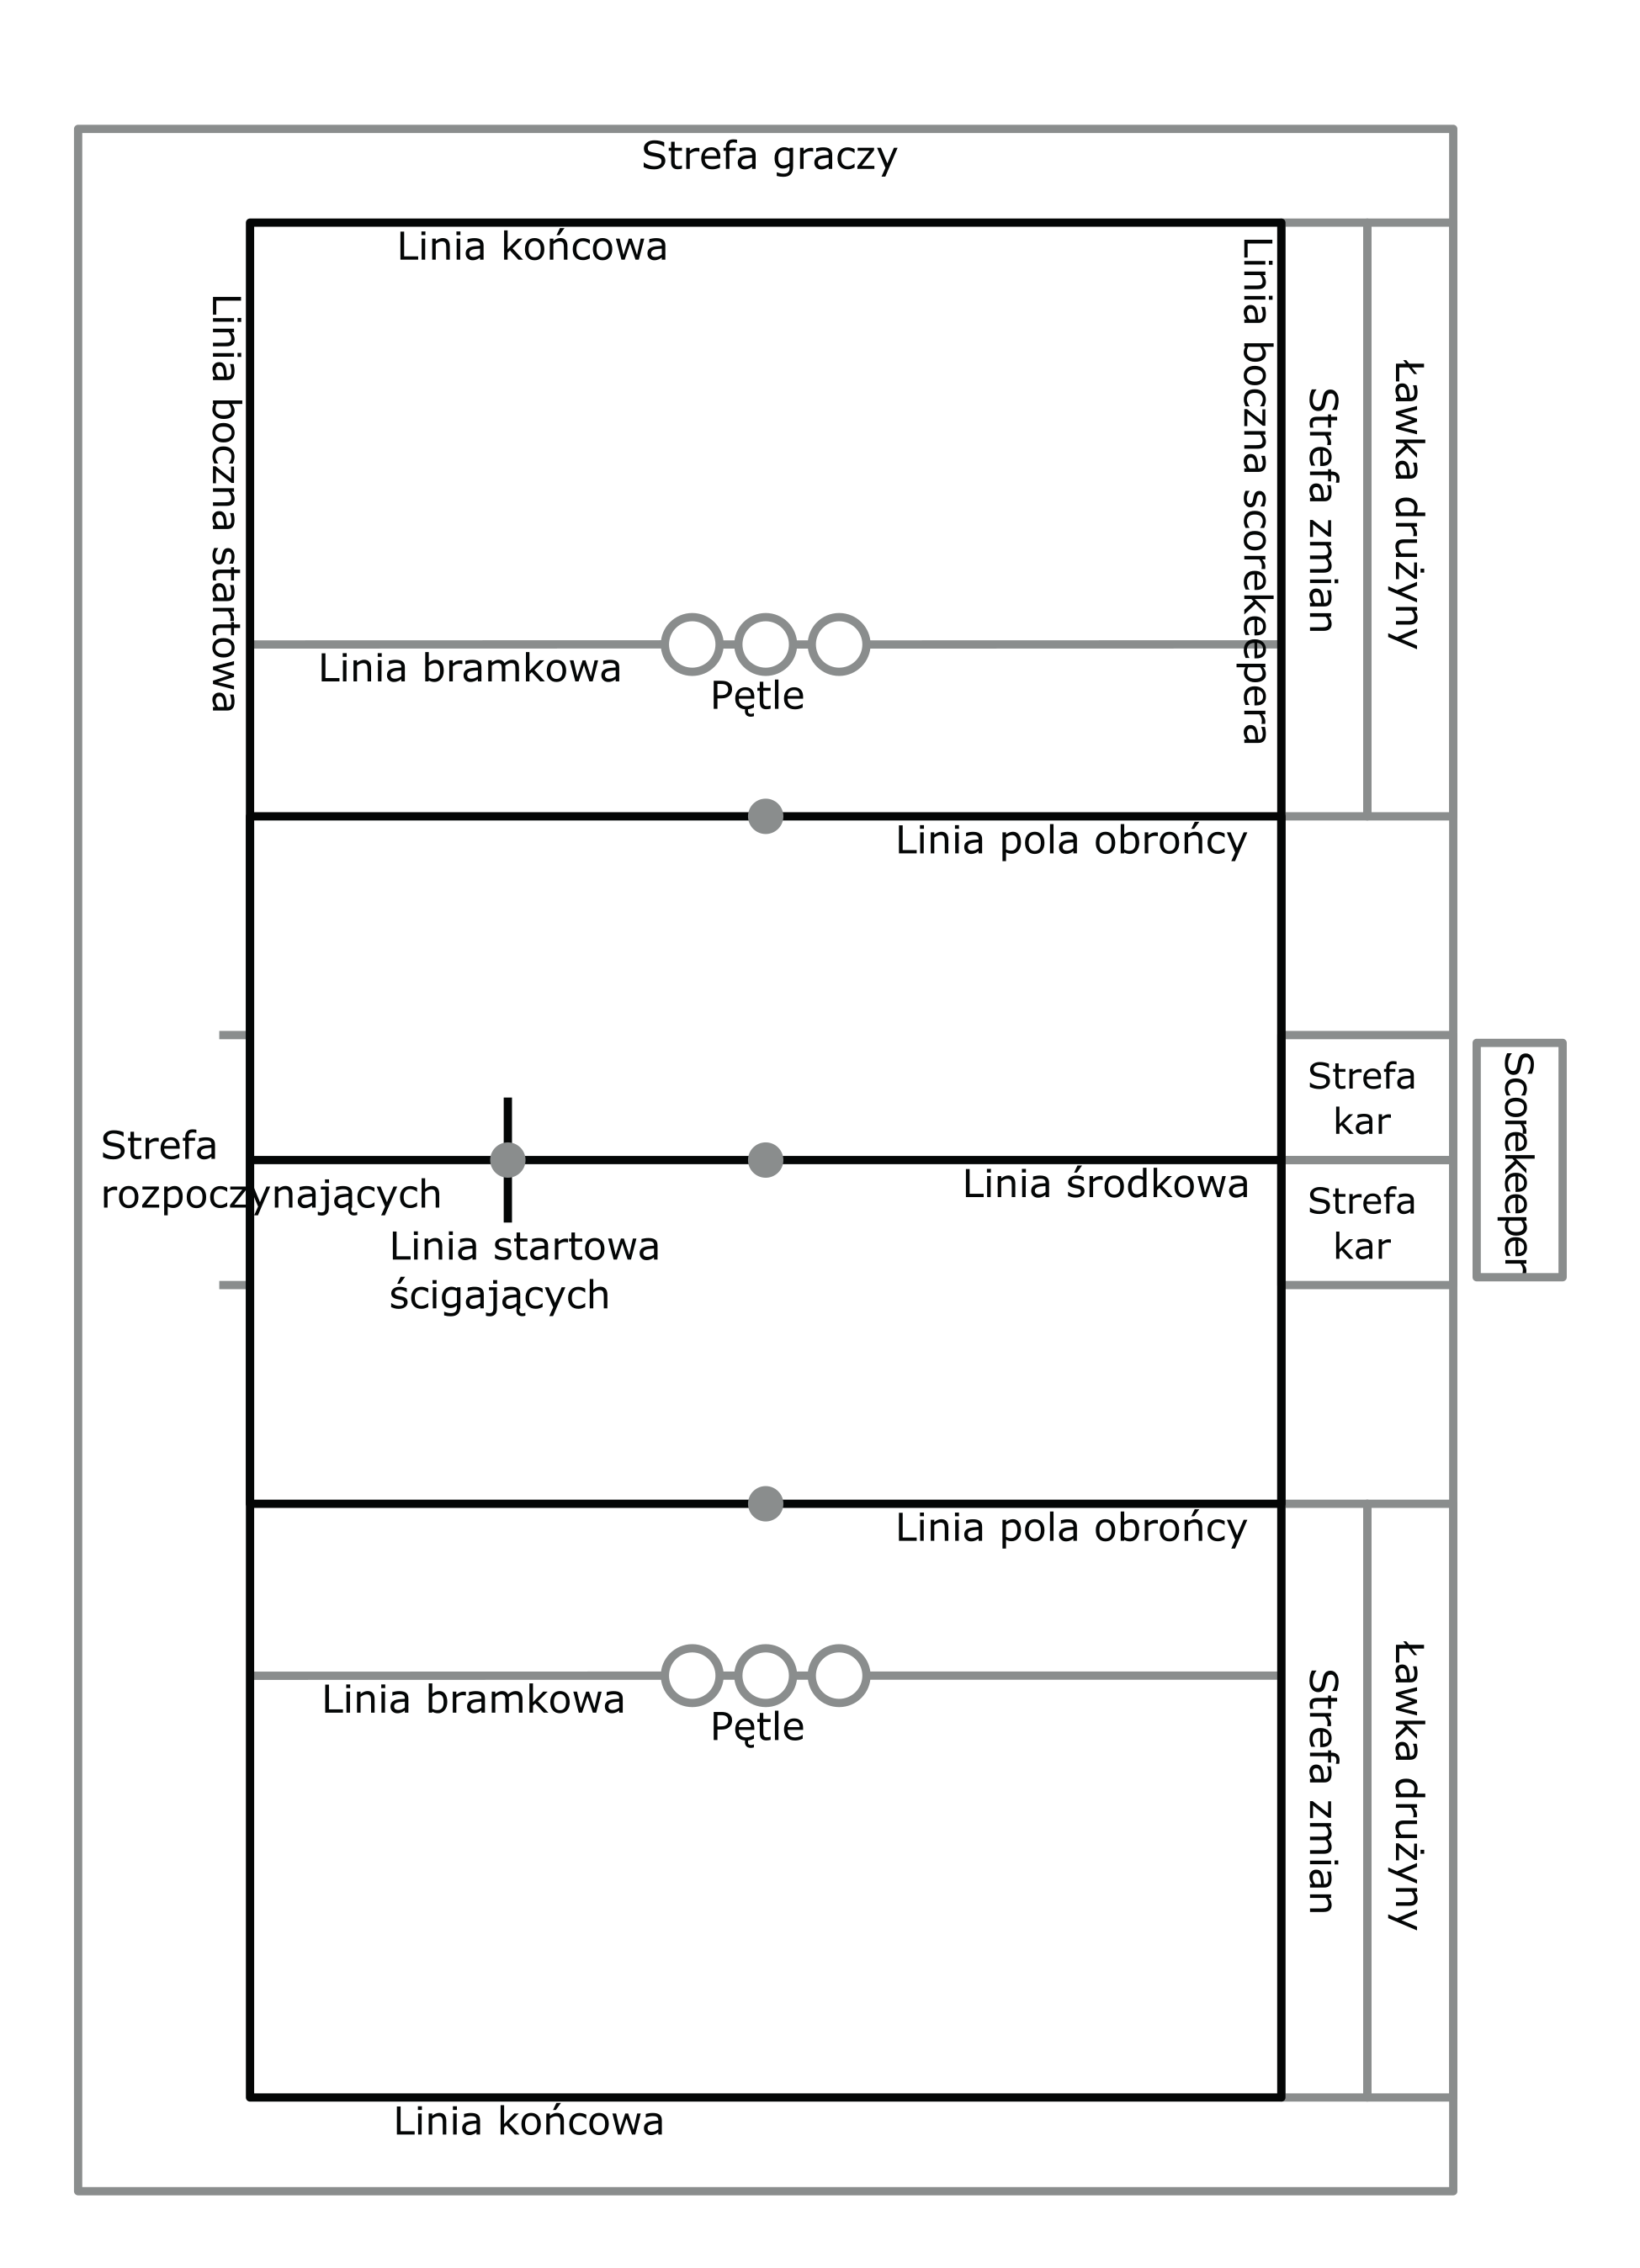 Strefa graczy
Linia końcowa
Linia boczna startowa
Linia boczna scorekeepera
Strefa zmian
Ławka drużyny
Linia bramkowa
Pętle
Linia pola obrońcy
Strefa
kar
Scorekeeper
Strefa
rozpoczynających
Linia środkowa
Strefa
kar
Linia startowa
ścigających
Linia pola obrońcy
Linia bramkowa
Pętle
Strefa zmian
Ławka drużyny
Linia końcowa